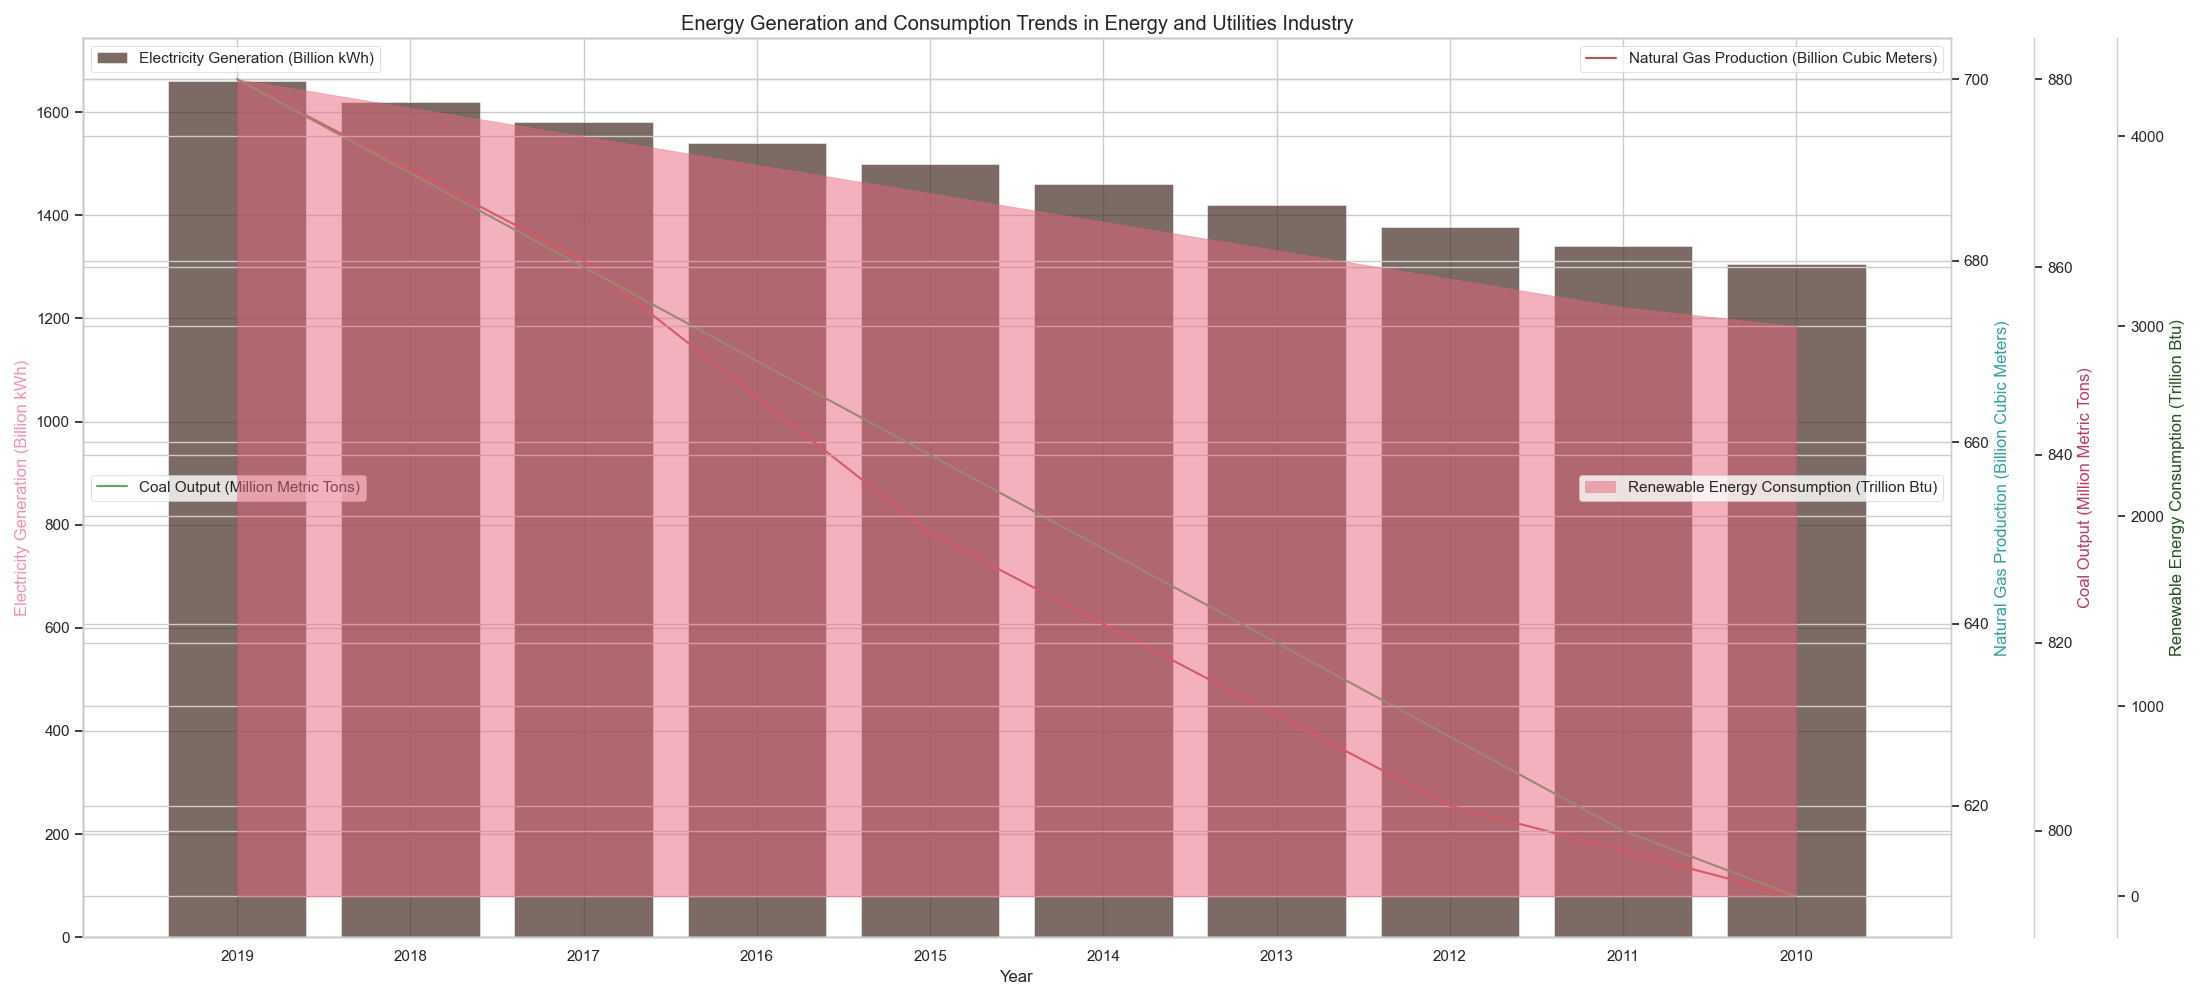 Energy Generation and Consumption Trends in Energy and Utilities Industry
Electricity Generation (Billion kWh)
Natural Gas Production (Billion Cubic Meters)
Coal Output (Million Metric Tons)
Renewable Energy Consumption (Trillion Btu)
Electricity Generation (Billion kWh)
1600
1400
1200
1000
800
600
400
200
0
2019 2018 2017 2016 2015 2014 2013 2012 2011 2010
Year
700
680
660
640
620
Natural Gas Production (Billion Cubic Meters)
880
860
840
820
800
Coal Output (Million Metric Tons)
4000
3000
2000
1000
0
Renewable Energy Consumption (Trillion Btu)